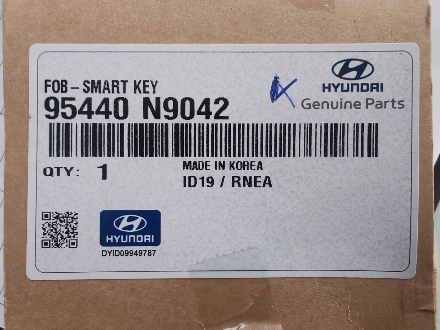 FOB - SMART KEY
95440 N9042
HYUNDAI
Genuine Parts
QTY: 1
MADE IN KOREA
ID19 / RNEA
HYUNDAI
DYID09949787